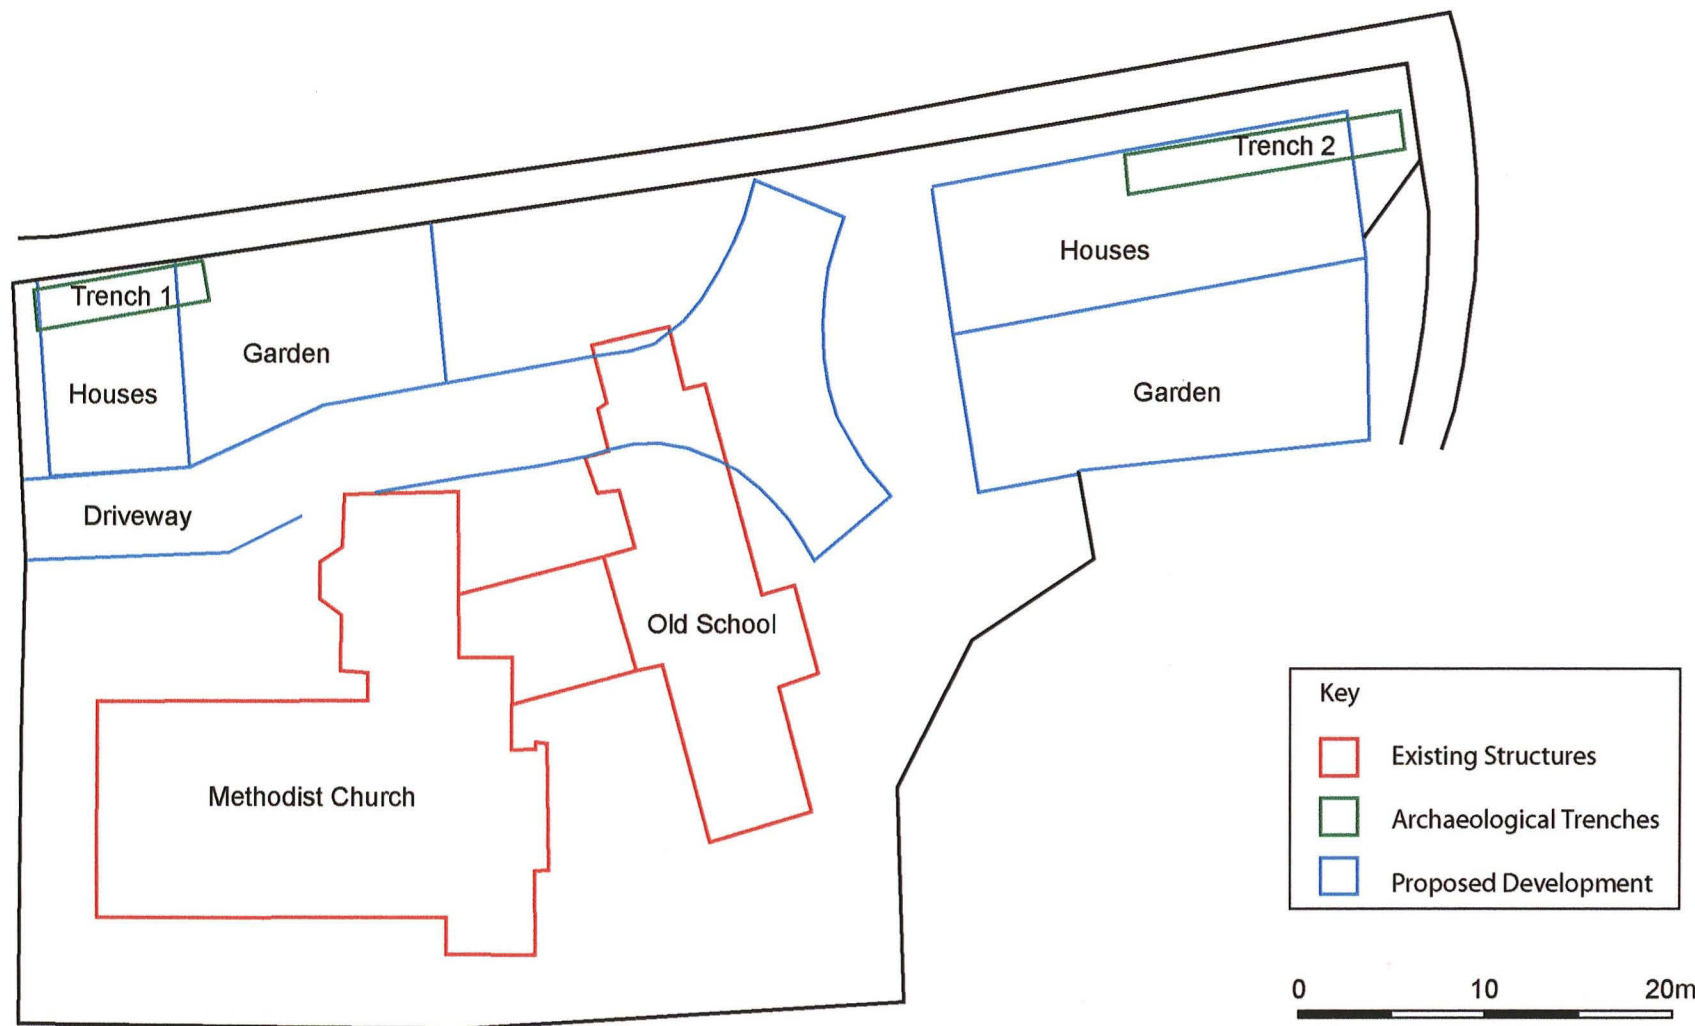 Trench 2
Houses
Trench 1
Garden
Houses
Garden
Driveway
Old School
Methodist Church
Key
Existing Structures
Archaeological Trenches
Proposed Development
0 10 20m